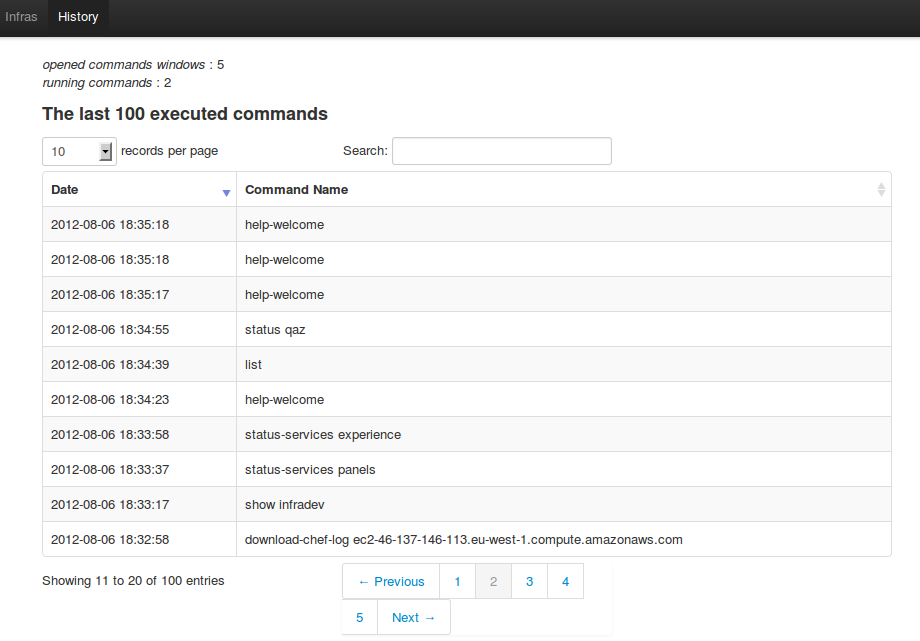 Infras History
opened commands windows : 5
running commands : 2
The last 100 executed commands
10 records per page Search:
Date Command Name
2012-08-06 18:35:18 help-welcome
2012-08-06 18:35:18 help-welcome
2012-08-06 18:35:17 help-welcome
2012-08-06 18:34:55 status qaz
2012-08-06 18:34:39 list
2012-08-06 18:34:23 help-welcome
2012-08-06 18:33:58 status-services experience
2012-08-06 18:33:37 status-services panels
2012-08-06 18:33:17 show infradev
2012-08-06 18:32:58 download-chef-log ec2-46-137-146-113.eu-west-1.compute.amazonaws.com
Showing 11 to 20 of 100 entries ← Previous 1 2 3 4
5 Next →